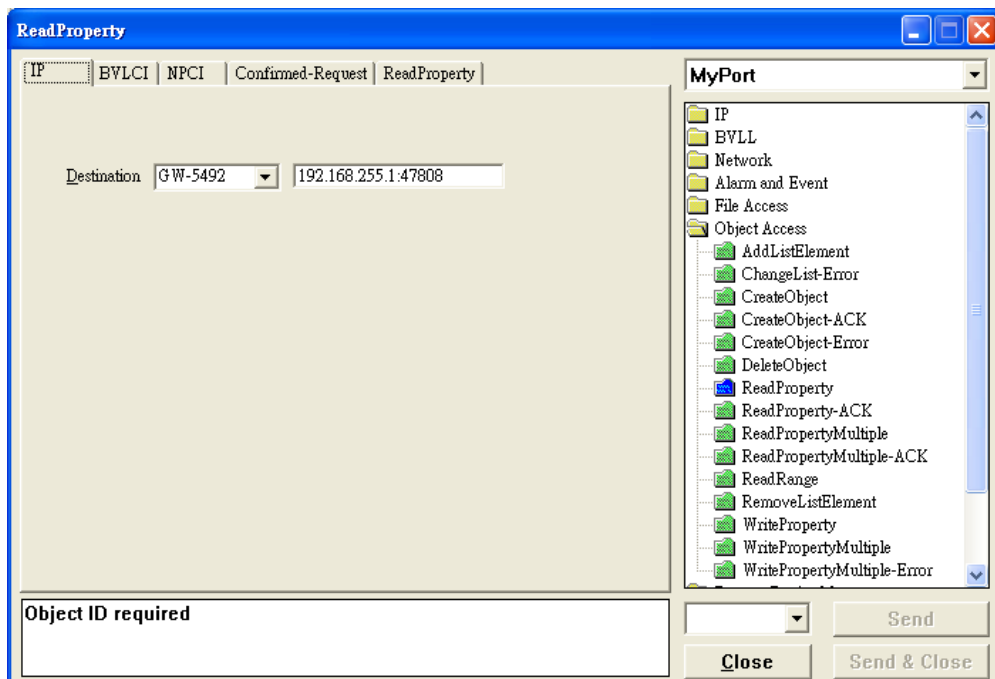 ReadProperty
IP BVLCI NPCI Confirmed-Request ReadProperty
Destination GW-5492 192.168.255.1:47808
MyPort
IP
BVLL
Network
Alarm and Event
File Access
Object Access
AddListElement
ChangeList-Error
CreateObject
CreateObject-ACK
CreateObject-Error
DeleteObject
ReadProperty
ReadProperty-ACK
ReadPropertyMultiple
ReadPropertyMultiple-ACK
ReadRange
RemoveListElement
WriteProperty
WritePropertyMultiple
WritePropertyMultiple-Error
Object ID required
Send
Close Send & Close